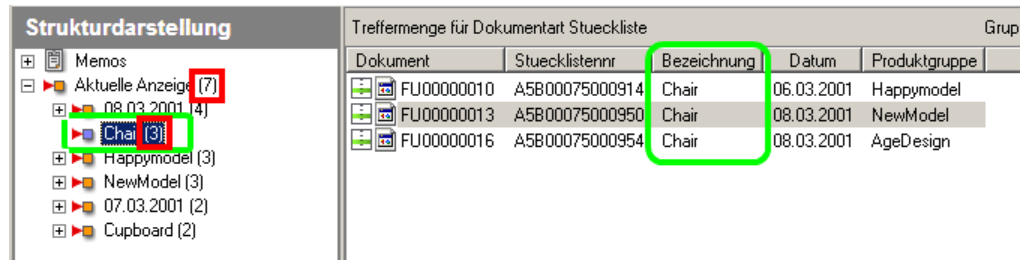 Strukturdarstellung
Memos
Aktuelle Anzeige (7)
08.03.2001 (4)
Chair (3)
Happymodel (3)
NewModel (3)
07.03.2001 (2)
Cupboard (2)
Treffermenge für Dokumentart Stueckliste Grup
Dokument Stuecklistennr Bezeichnung Datum Produktgruppe
FU00000010 A5B00075000914 Chair 06.03.2001 Happymodel
FU00000013 A5B00075000950 Chair 08.03.2001 NewModel
FU00000016 A5B00075000954 Chair 08.03.2001 AgeDesign